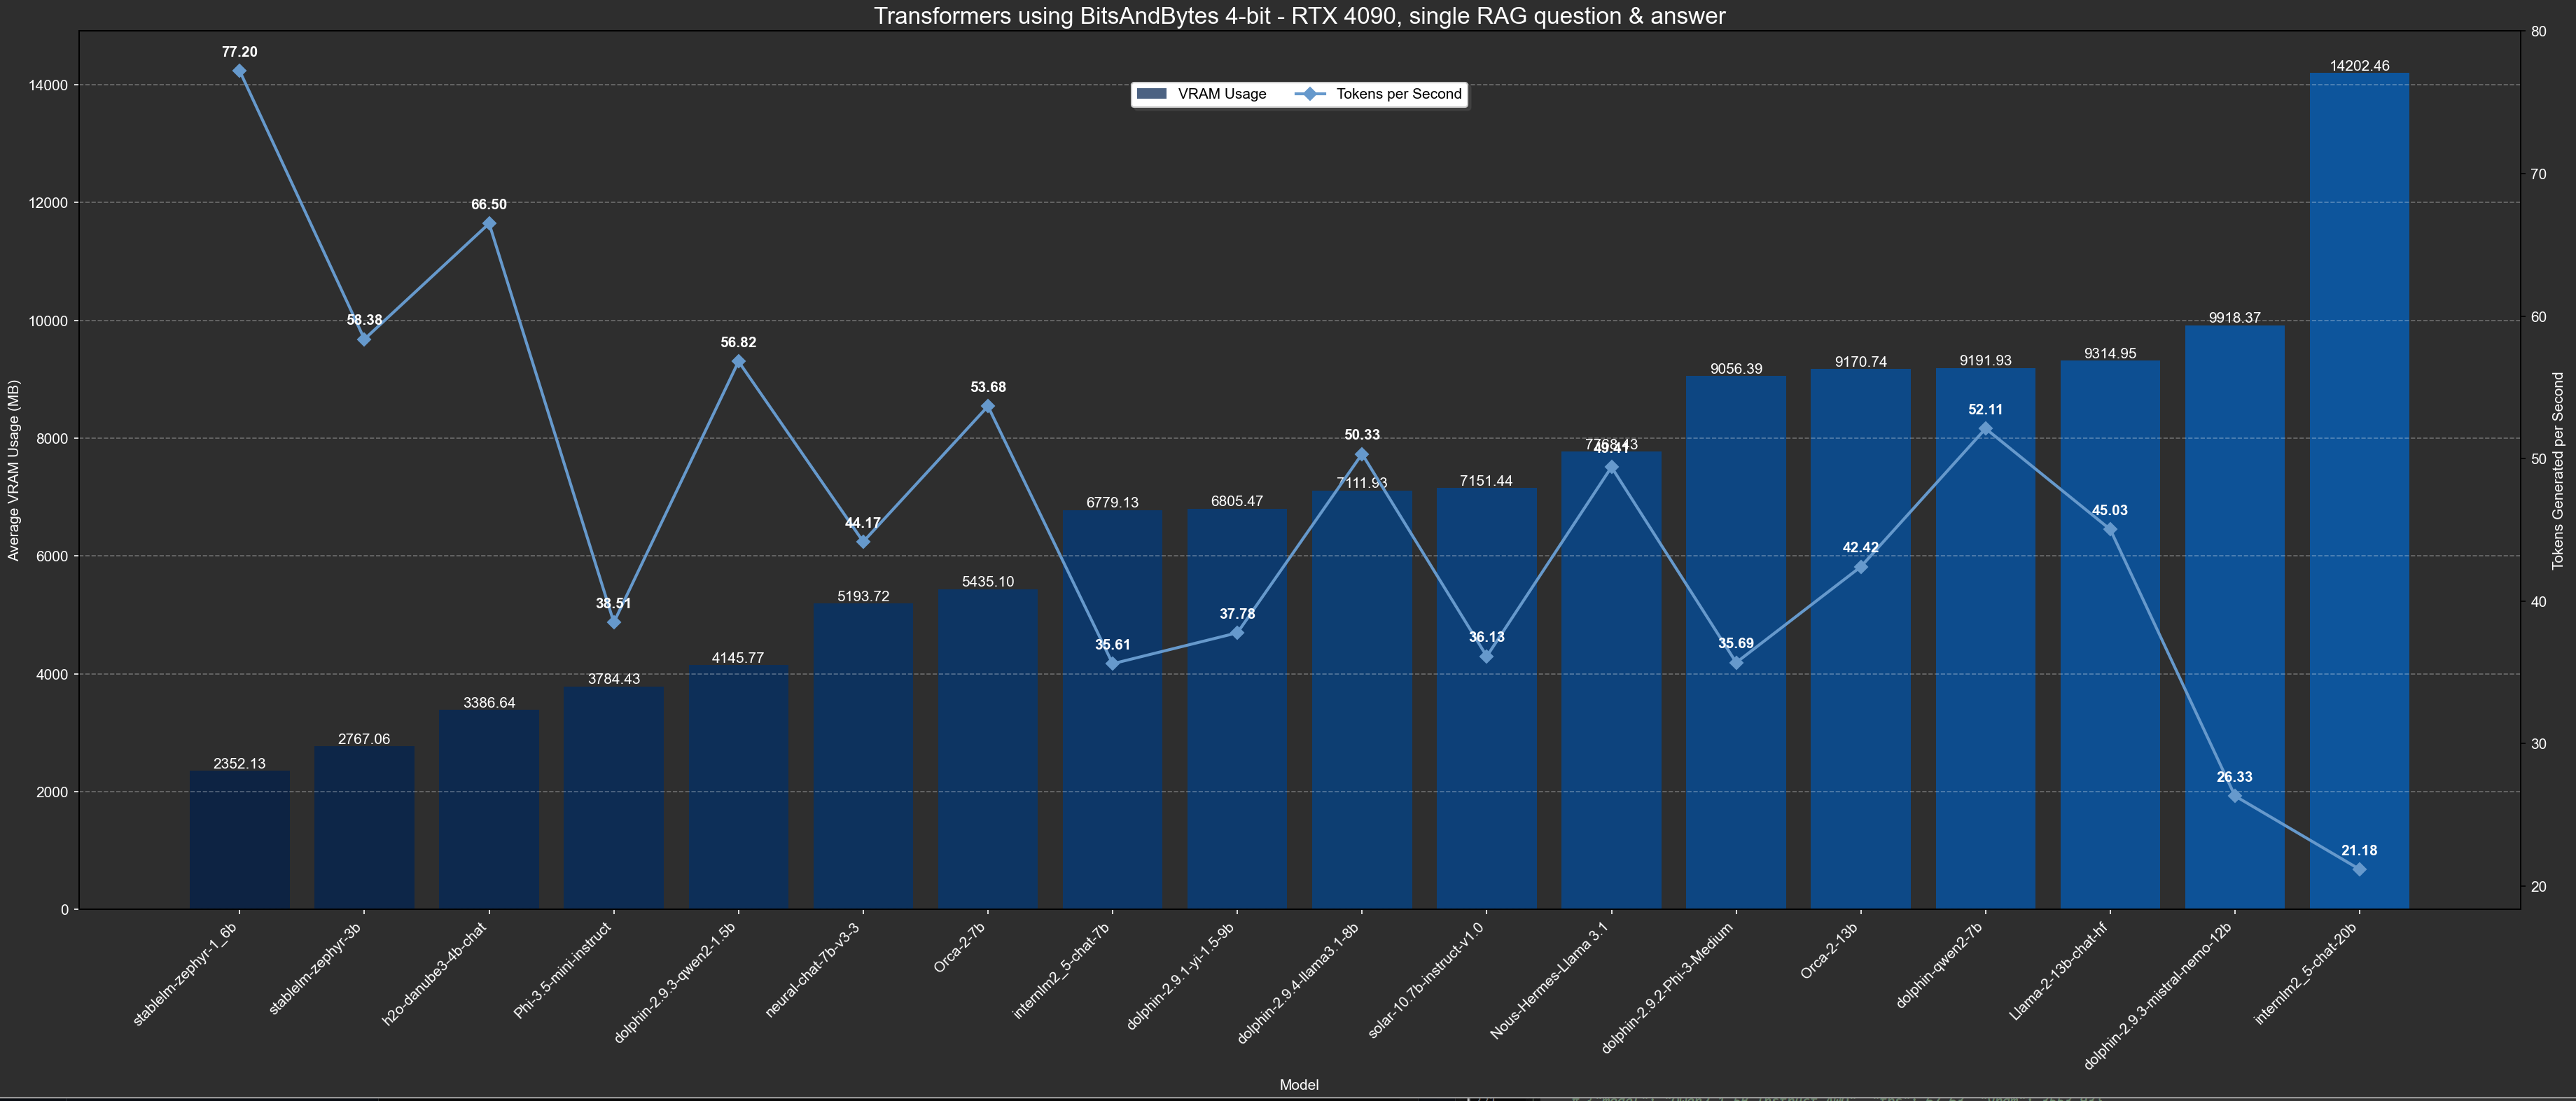 Transformers using BitsAndBytes 4-bit - RTX 4090, single RAG question & answer
VRAM Usage
Tokens per Second
Average VRAM Usage (MB)
14000
12000
10000
8000
6000
4000
2000
0
Tokens Generated per Second
80
70
60
50
40
30
20
77.20
58.38
66.50
38.51
56.82
44.17
53.68
35.61
37.78
50.33
36.13
49.41
35.69
42.42
52.11
45.03
26.33
21.18
2352.13
2767.06
3386.64
3784.43
4145.77
5193.72
5435.10
6779.13
6805.47
7111.93
7151.44
7768.43
9056.39
9170.74
9191.93
9314.95
9918.37
14202.46
stablelm-zephyr-1_6b
stablelm-zephyr-3b
h2o-danube3-4b-chat
Phi-3.5-mini-instruct
dolphin-2.9.3-qwen2-1.5b
neural-chat-7b-v3-3
Orca-2-7b
internlm2_5-chat-7b
dolphin-2.9.1-yi-1.5-9b
dolphin-2.9.4-llama3.1-8b
solar-10.7b-instruct-v1.0
Nous-Hermes-Llama 3.1
dolphin-2.9.2-Phi-3-Medium
Orca-2-13b
dolphin-qwen2-7b
Llama-2-13b-chat-hf
dolphin-2.9.3-mistral-nemo-12b
internlm2_5-chat-20b
Model